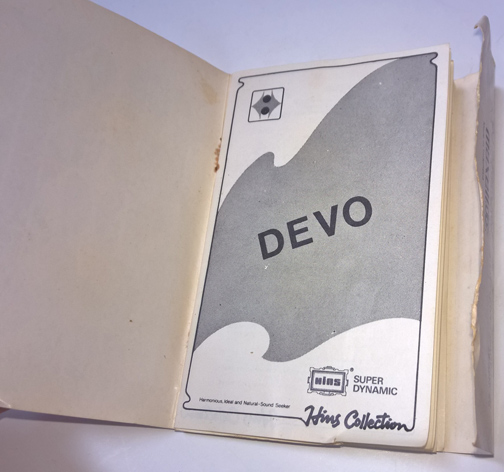 DEVO
HINS
SUPER
DYNAMIC
Harmonious, Ideal and Natural-Sound Seeker
Hins Collection